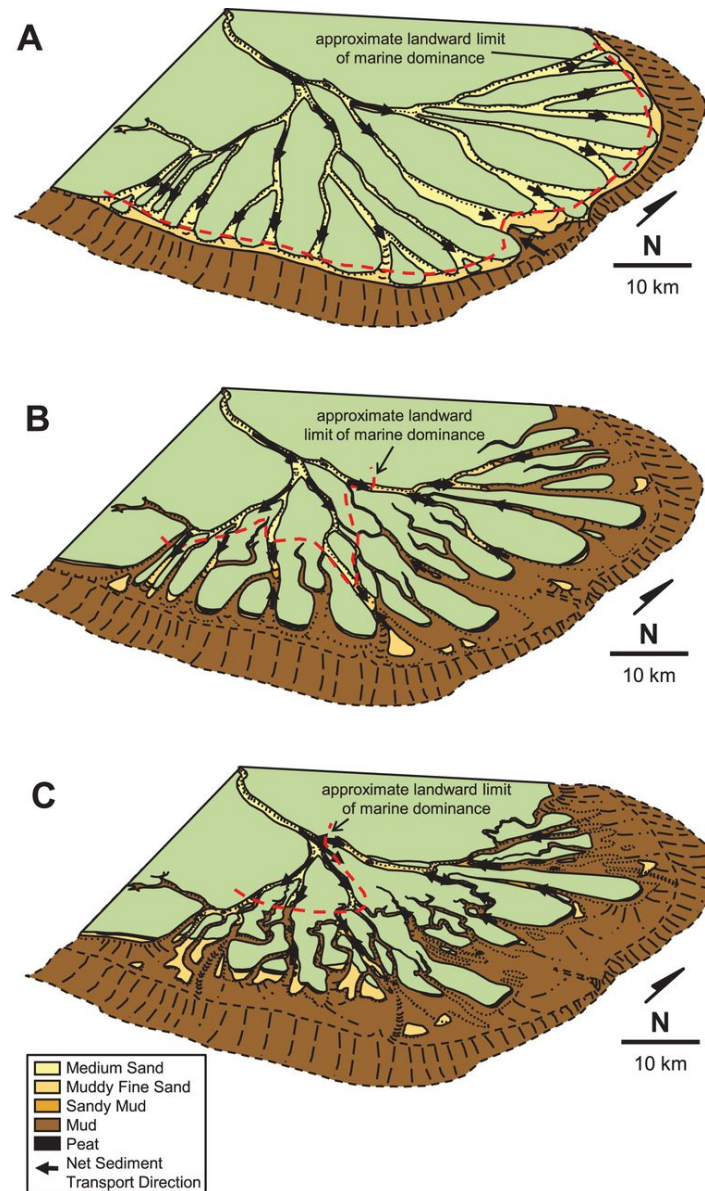 A
approximate landward limit
of marine dominance
N
10 km
B
approximate landward
limit of marine dominance
N
10 km
C
approximate landward limit
of marine dominance
N
10 km
Medium Sand
Muddy Fine Sand
Sandy Mud
Mud
Peat
Net Sediment
Transport Direction